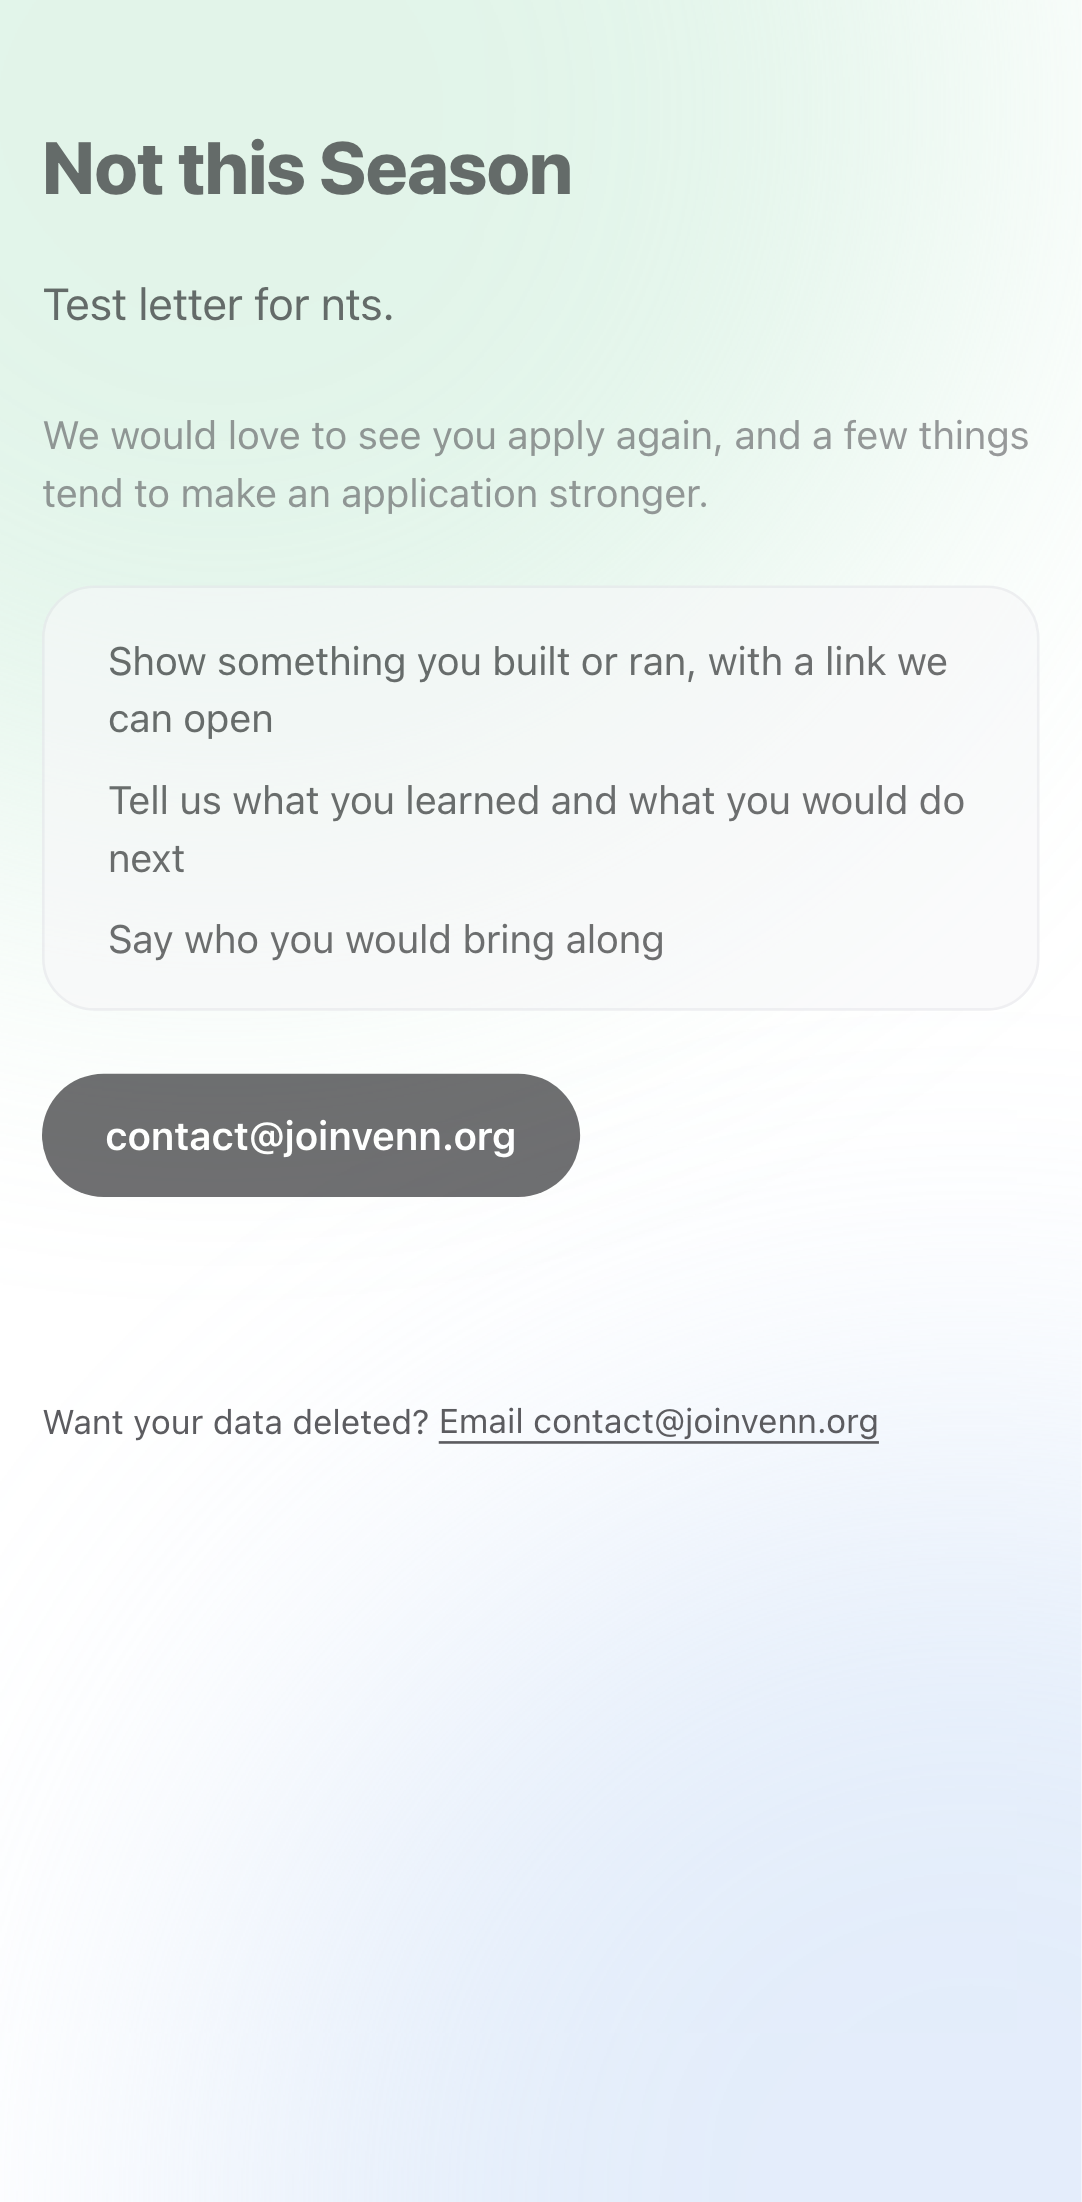 Not this Season
Test letter for nts.
We would love to see you apply again, and a few things
tend to make an application stronger.
Show something you built or ran, with a link we
can open
Tell us what you learned and what you would do
next
Say who you would bring along
contact@joinvenn.org
Want your data deleted? Email contact@joinvenn.org